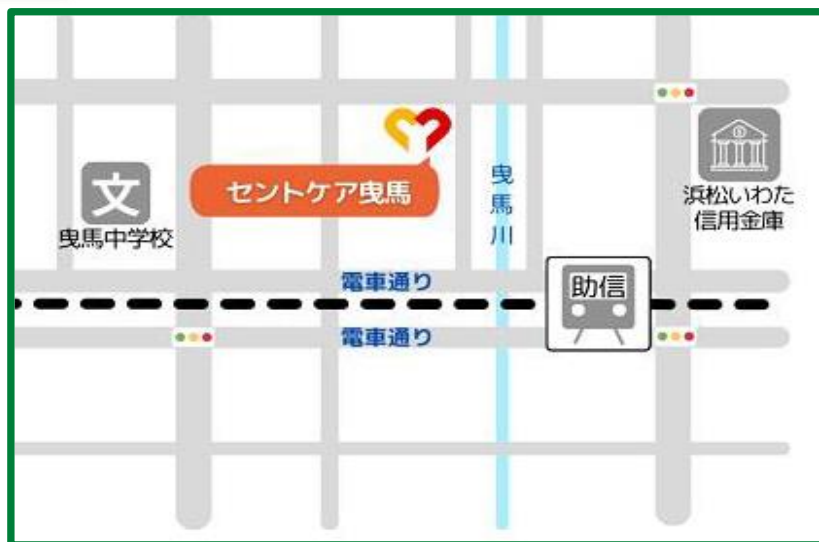 セントケア曳馬
文
曳馬中学校
曳馬川
浜松いわた
信用金庫
電車通り
助信
電車通り